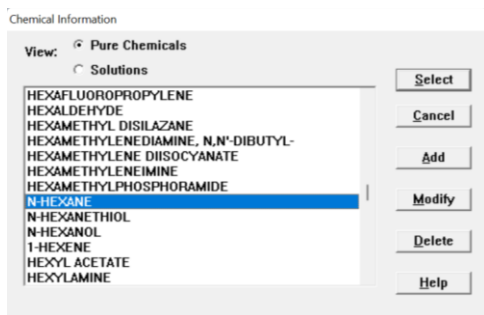 Chemical Information
View:
Pure Chemicals
Solutions
HEXAFLUOROPROPYLENE
HEXALDEHYDE
HEXAMETHYL DISILAZANE
HEXAMETHYLENEDIAMINE, N,N'-DIBUTYL-
HEXAMETHYLENE DIISOCYANATE
HEXAMETHYLENEIMINE
HEXAMETHYLPHOSPHORAMIDE
N-HEXANE
N-HEXANETHIOL
N-HEXANOL
1-HEXENE
HEXYL ACETATE
HEXYLAMINE
Select
Cancel
Add
Modify
Delete
Help